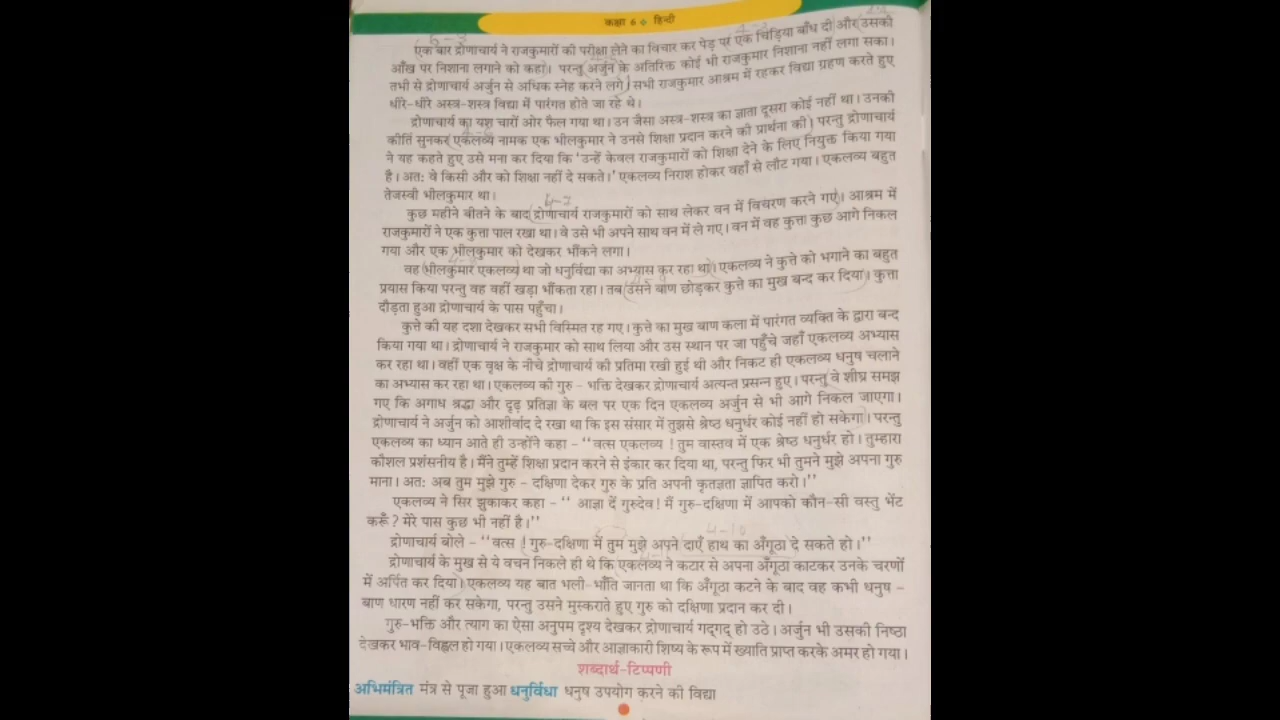 कक्षा 6 ❖ हिन्दी
एक बार द्रोणाचार्य ने राजकुमारों की परीक्षा लेने का विचार कर पेड़ पर एक चिड़िया बाँध दी और उसकी
आँख पर निशाना लगाने को कहा। परन्तु अर्जुन के अतिरिक्त कोई भी राजकुमार निशाना नहीं लगा सका।
तभी से द्रोणाचार्य अर्जुन से अधिक स्नेह करने लगे। सभी राजकुमार आश्रम में रहकर विद्या ग्रहण करते हुए
धीरे-धीरे अस्त्र-शस्त्र विद्या में पारंगत होते जा रहे थे।
द्रोणाचार्य का यश चारों ओर फैल गया था। उन जैसा अस्त्र-शस्त्र का ज्ञाता दूसरा कोई नहीं था। उनकी
कीर्ति सुनकर एकलव्य नामक एक भीलकुमार ने उनसे शिक्षा प्रदान करने की प्रार्थना की। परन्तु द्रोणाचार्य
ने यह कहते हुए उसे मना कर दिया कि 'उन्हें केवल राजकुमारों को शिक्षा देने के लिए नियुक्त किया गया
है। अत: वे किसी और को शिक्षा नहीं दे सकते।' एकलव्य निराश होकर वहाँ से लौट गया। एकलव्य बहुत
तेजस्वी भीलकुमार था।
4-7
कुछ महीने बीतने के बाद द्रोणाचार्य राजकुमारों को साथ लेकर वन में विचरण करने गए। आश्रम में
राजकुमारों ने एक कुत्ता पाल रखा था। वे उसे भी अपने साथ वन में ले गए। वन में वह कुत्ता कुछ आगे निकल
गया और एक भीलकुमार को देखकर भौंकने लगा।
वह भीलकुमार एकलव्य था जो धनुर्विद्या का अभ्यास कर रहा था। एकलव्य ने कुत्ते को भगाने का बहुत
प्रयास किया परन्तु वह वहीं खड़ा भौंकता रहा। तब उसने बाण छोड़कर कुत्ते का मुख बन्द कर दिया। कुत्ता
दौड़ता हुआ द्रोणाचार्य के पास पहुँचा।
कुत्ते की यह दशा देखकर सभी विस्मित रह गए। कुत्ते का मुख बाण कला में पारंगत व्यक्ति के द्वारा बन्द
किया गया था। द्रोणाचार्य ने राजकुमार को साथ लिया और उस स्थान पर जा पहुँचे जहाँ एकलव्य अभ्यास
कर रहा था। वहीं एक वृक्ष के नीचे द्रोणाचार्य की प्रतिमा रखी हुई थी और निकट ही एकलव्य धनुष चलाने
का अभ्यास कर रहा था। एकलव्य की गुरु - भक्ति देखकर द्रोणाचार्य अत्यन्त प्रसन्न हुए। परन्तु वे शीघ्र समझ
गए कि अगाध श्रद्धा और दृढ़ प्रतिज्ञा के बल पर एक दिन एकलव्य अर्जुन से भी आगे निकल जाएगा।
द्रोणाचार्य ने अर्जुन को आशीर्वाद दे रखा था कि इस संसार में तुझसे श्रेष्ठ धनुर्धर कोई नहीं हो सकेगा। परन्तु
एकलव्य का ध्यान आते ही उन्होंने कहा - “वत्स एकलव्य ! तुम वास्तव में एक श्रेष्ठ धनुर्धर हो। तुम्हारा
कौशल प्रशंसनीय है। मैंने तुम्हें शिक्षा प्रदान करने से इंकार कर दिया था, परन्तु फिर भी तुमने मुझे अपना गुरु
माना। अत: अब तुम मुझे गुरु - दक्षिणा देकर गुरु के प्रति अपनी कृतज्ञता ज्ञापित करो।”
एकलव्य ने सिर झुकाकर कहा - “ आज्ञा दें गुरुदेव! मैं गुरु-दक्षिणा में आपको कौन-सी वस्तु भेंट
करूँ? मेरे पास कुछ भी नहीं है।”
4-10
द्रोणाचार्य बोले - “वत्स ! गुरु-दक्षिणा में तुम मुझे अपने दाएँ हाथ का अँगूठा दे सकते हो।”
द्रोणाचार्य के मुख से ये वचन निकले ही थे कि एकलव्य ने कटार से अपना अँगूठा काटकर उनके चरणों
में अर्पित कर दिया। एकलव्य यह बात भली-भाँति जानता था कि अँगूठा कटने के बाद वह कभी धनुष -
बाण धारण नहीं कर सकेगा, परन्तु उसने मुस्कराते हुए गुरु को दक्षिणा प्रदान कर दी।
गुरु-भक्ति और त्याग का ऐसा अनुपम दृश्य देखकर द्रोणाचार्य गद्‌गद् हो उठे। अर्जुन भी उसकी निष्ठा
देखकर भाव-विह्वल हो गया। एकलव्य सच्चे और आज्ञाकारी शिष्य के रूप में ख्याति प्राप्त करके अमर हो गया।
शब्दार्थ-टिप्पणी
अभिमंत्रित मंत्र से पूजा हुआ धनुर्विधा धनुष उपयोग करने की विद्या